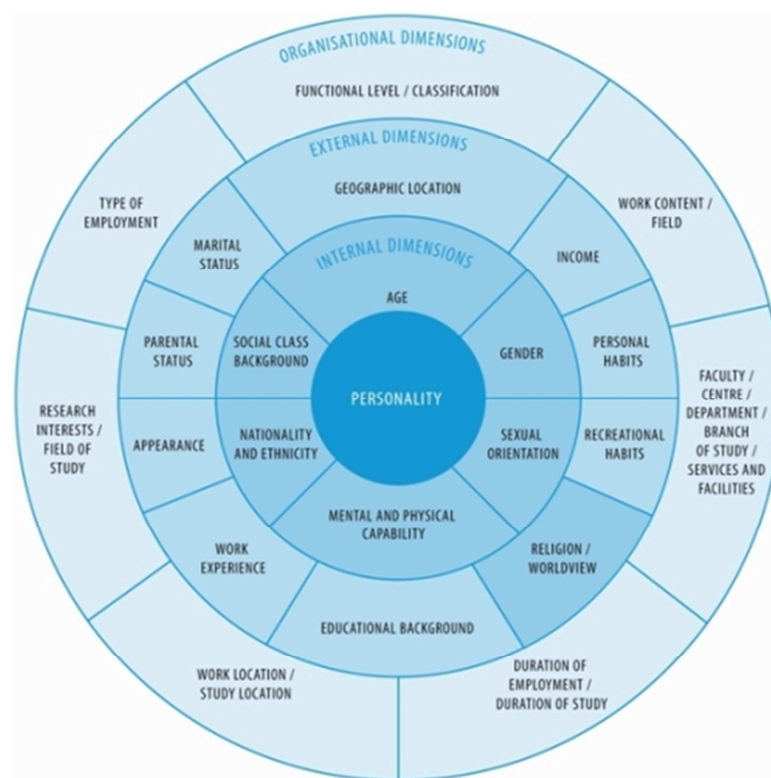 ORGANISATIONAL DIMENSIONS
FUNCTIONAL LEVEL / CLASSIFICATION
EXTERNAL DIMENSIONS
GEOGRAPHIC LOCATION
INTERNAL DIMENSIONS
AGE
PERSONALITY
TYPE OF
EMPLOYMENT
WORK CONTENT /
FIELD
MARITAL
STATUS
INCOME
PARENTAL
STATUS
SOCIAL CLASS
BACKGROUND
GENDER
PERSONAL
HABITS
RESEARCH
INTERESTS /
FIELD OF
STUDY
FACULTY /
CENTRE /
DEPARTMENT /
BRANCH
OF STUDY /
SERVICES AND
FACILITIES
APPEARANCE
NATIONALITY
AND ETHNICITY
SEXUAL
ORIENTATION
RECREATIONAL
HABITS
MENTAL AND PHYSICAL
CAPABILITY
WORK
EXPERIENCE
RELIGION /
WORLDVIEW
EDUCATIONAL BACKGROUND
WORK LOCATION /
STUDY LOCATION
DURATION OF
EMPLOYMENT /
DURATION OF STUDY